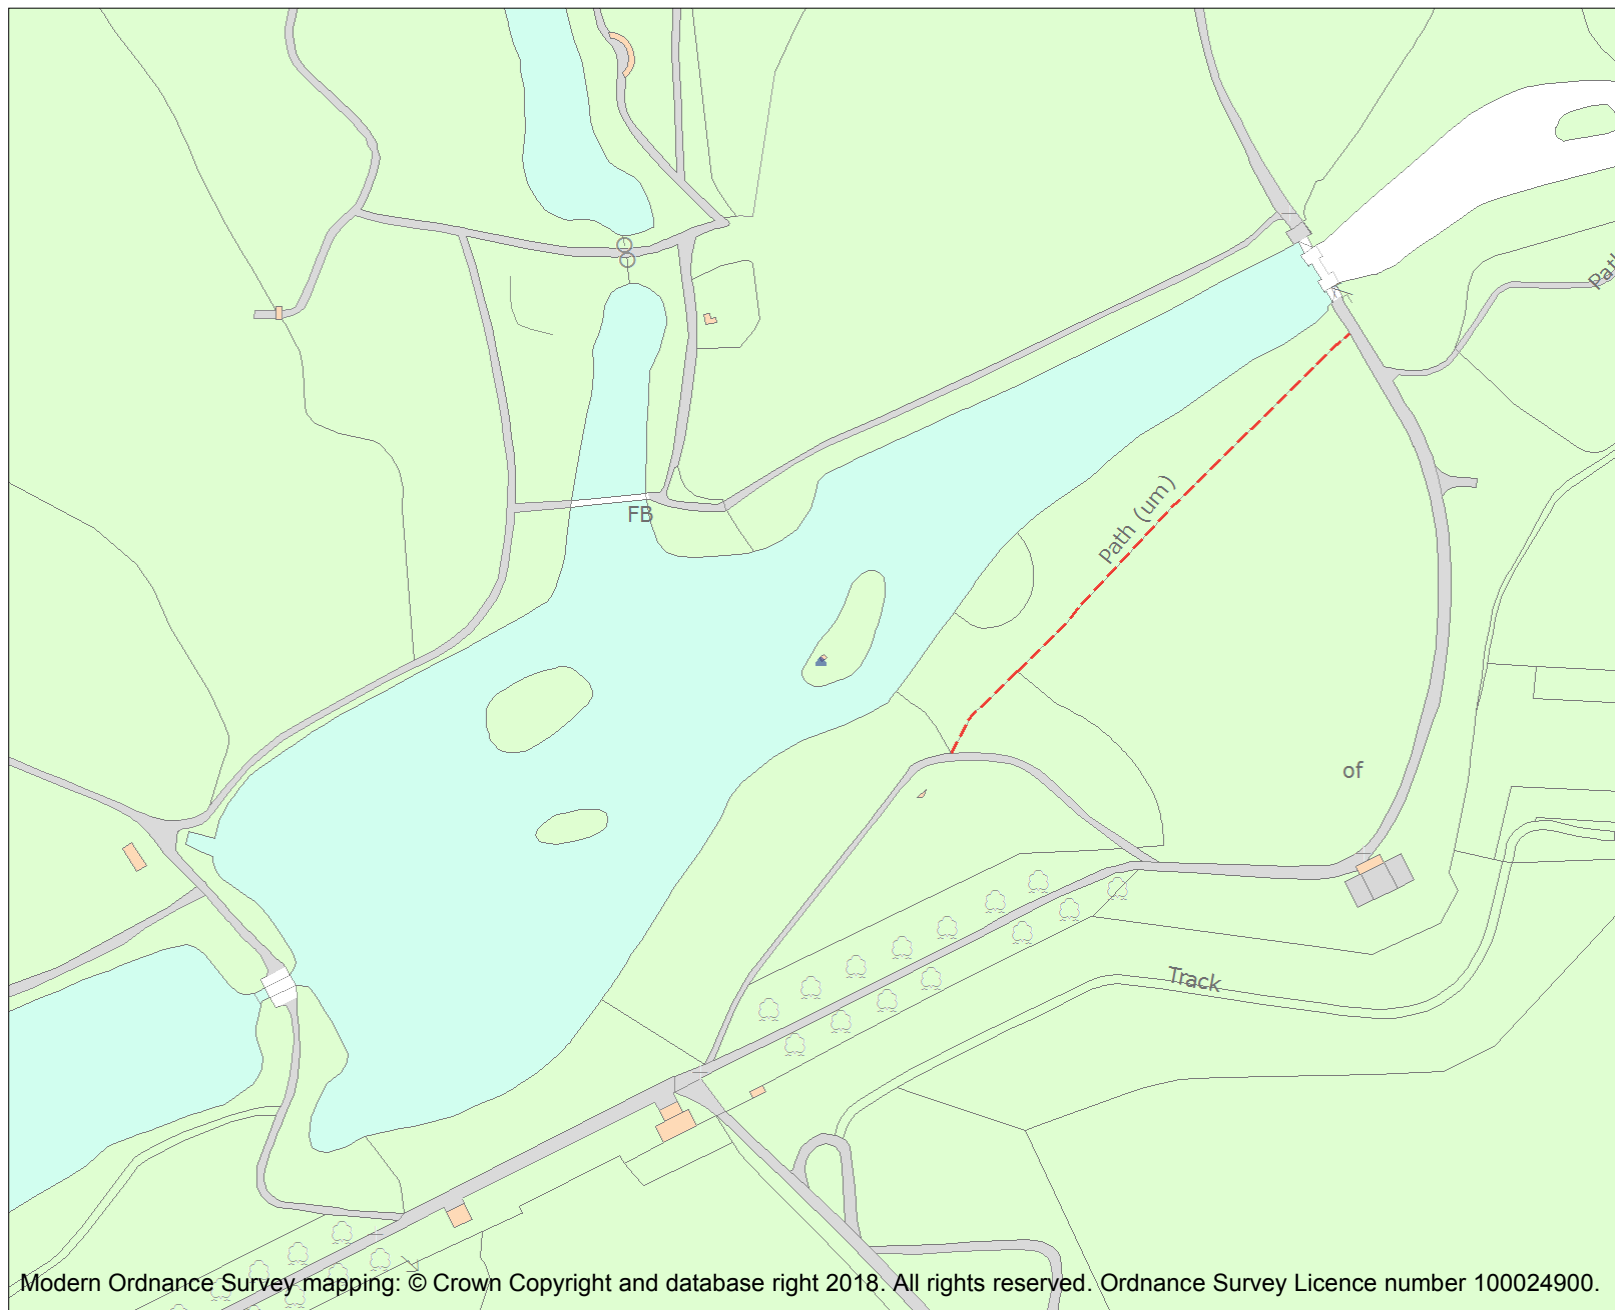 Path
FB
Path (um)
of
Track
Modern Ordnance Survey mapping: © Crown Copyright and database right 2018. All rights reserved. Ordnance Survey Licence number 100024900.